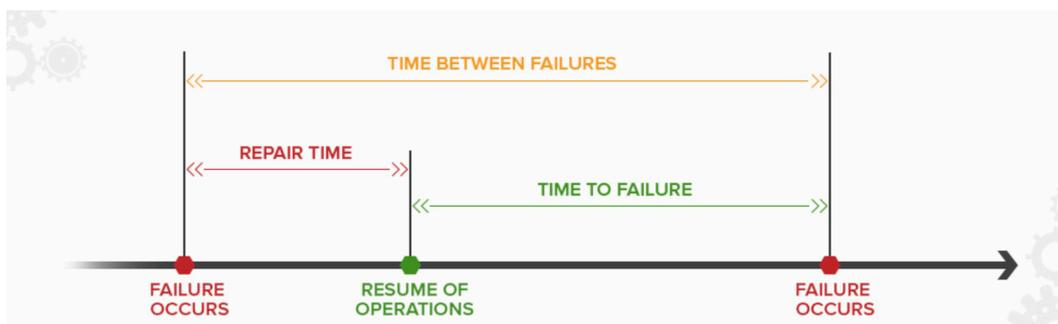 TIME BETWEEN FAILURES
REPAIR TIME
TIME TO FAILURE
FAILURE
OCCURS
RESUME OF
OPERATIONS
FAILURE
OCCURS